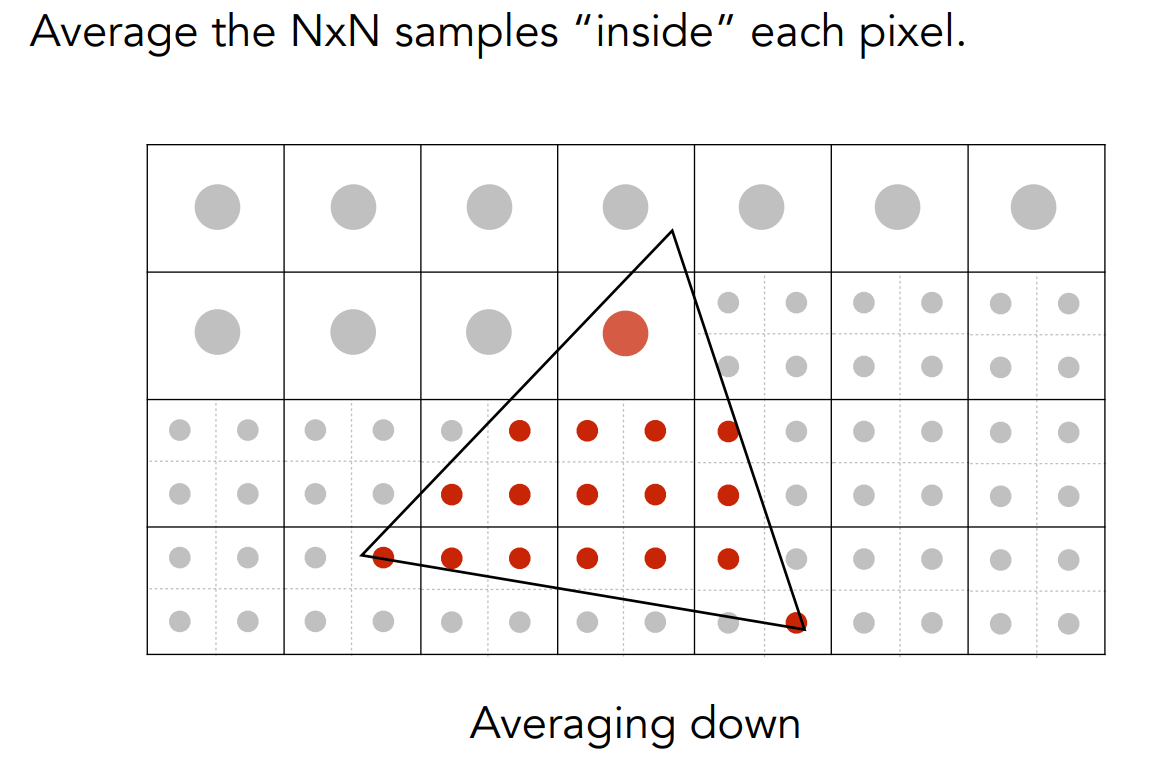 Average the NxN samples “inside” each pixel.
Averaging down